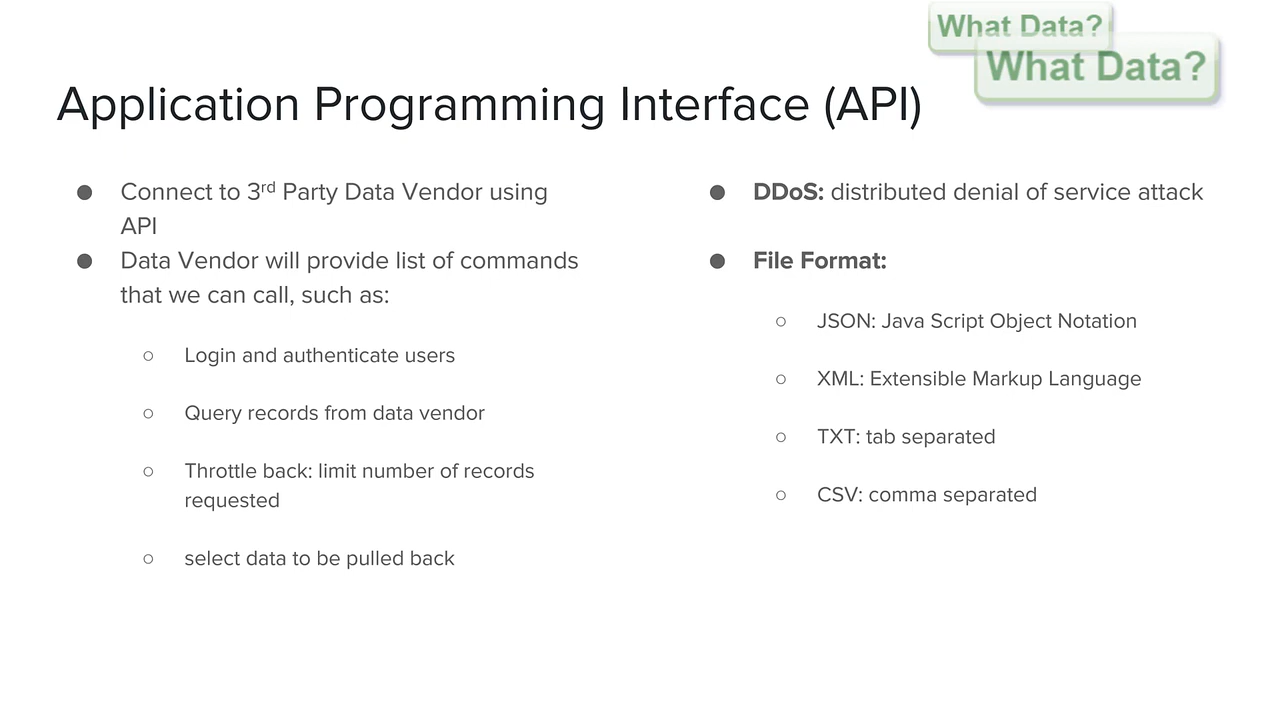 What Data?
What Data?
Application Programming Interface (API)
● Connect to 3rd Party Data Vendor using
API
● Data Vendor will provide list of commands
that we can call, such as:
○ Login and authenticate users
○ Query records from data vendor
○ Throttle back: limit number of records
requested
○ select data to be pulled back
● DDoS: distributed denial of service attack
● File Format:
○ JSON: Java Script Object Notation
○ XML: Extensible Markup Language
○ TXT: tab separated
○ CSV: comma separated